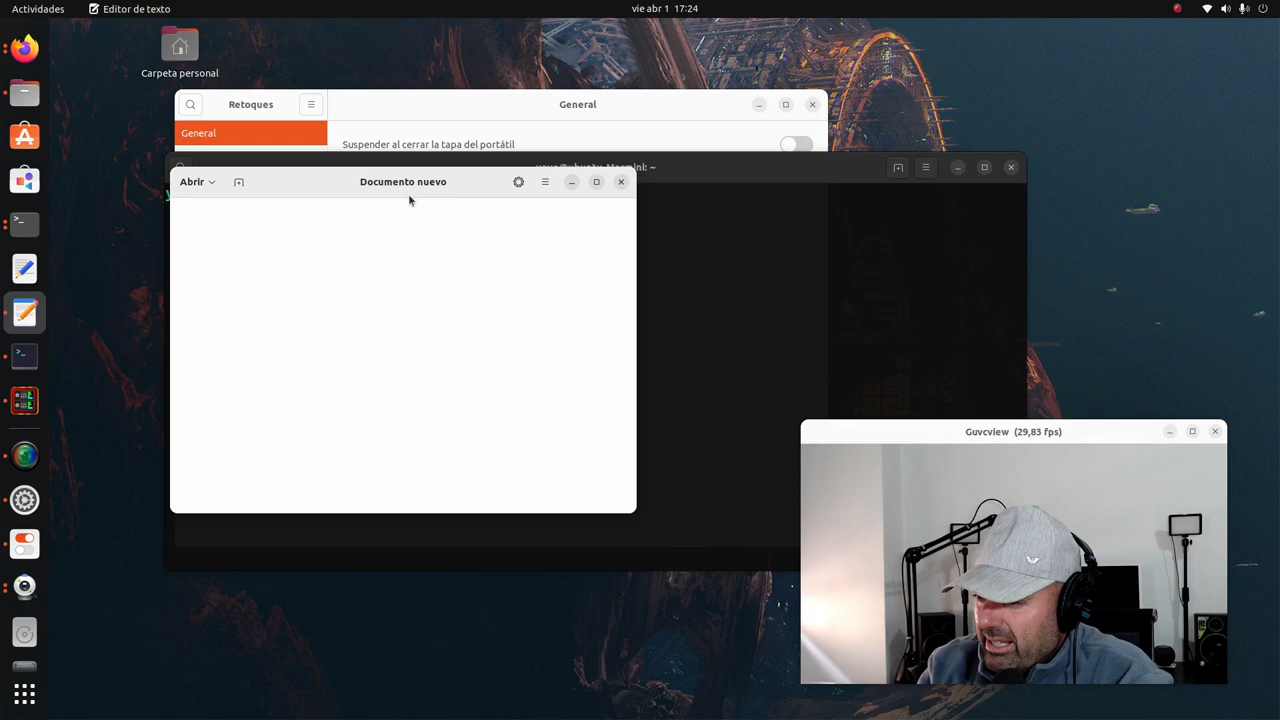 Actividades
Editor de texto
vie abr 1 17:24
Carpeta personal
Retoques
General
General
Suspender al cerrar la tapa del portátil
: ~
Abrir
Documento nuevo
Guvcview (29,83 fps)